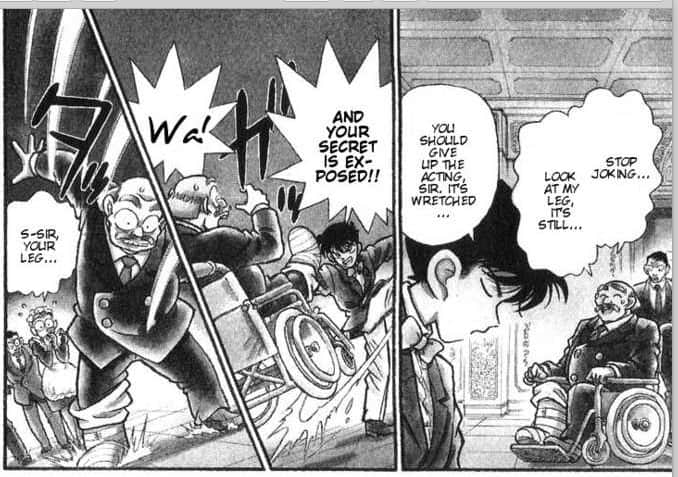 STOP
JOKING...
LOOK
AT MY
LEG,
IT'S
STILL...
YOU
SHOULD
GIVE
UP THE
ACTING,
SIR. IT'S
WRETCHED
...
AND
YOUR
SECRET
IS EX-
POSED!!
Wa!
S-SIR,
YOUR
LEG...